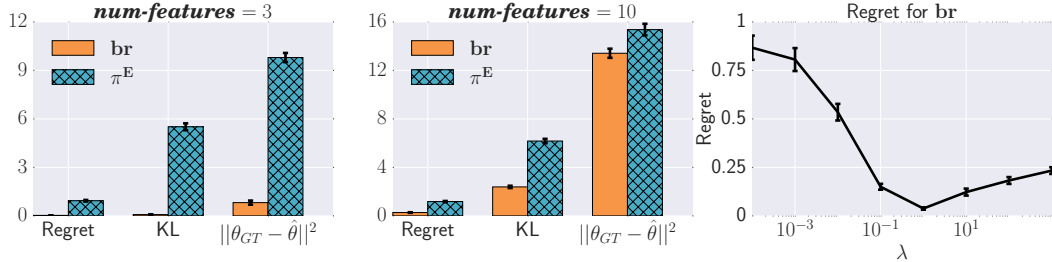 num-features = 3
12
9
6
3
0
br
π^E
Regret
KL
||θ_GT − θ̂||²
num-features = 10
16
12
8
4
0
br
π^E
Regret
KL
||θ_GT − θ̂||²
Regret for br
Regret
1
0.75
0.5
0.25
0
10⁻³
10⁻¹
10¹
λ